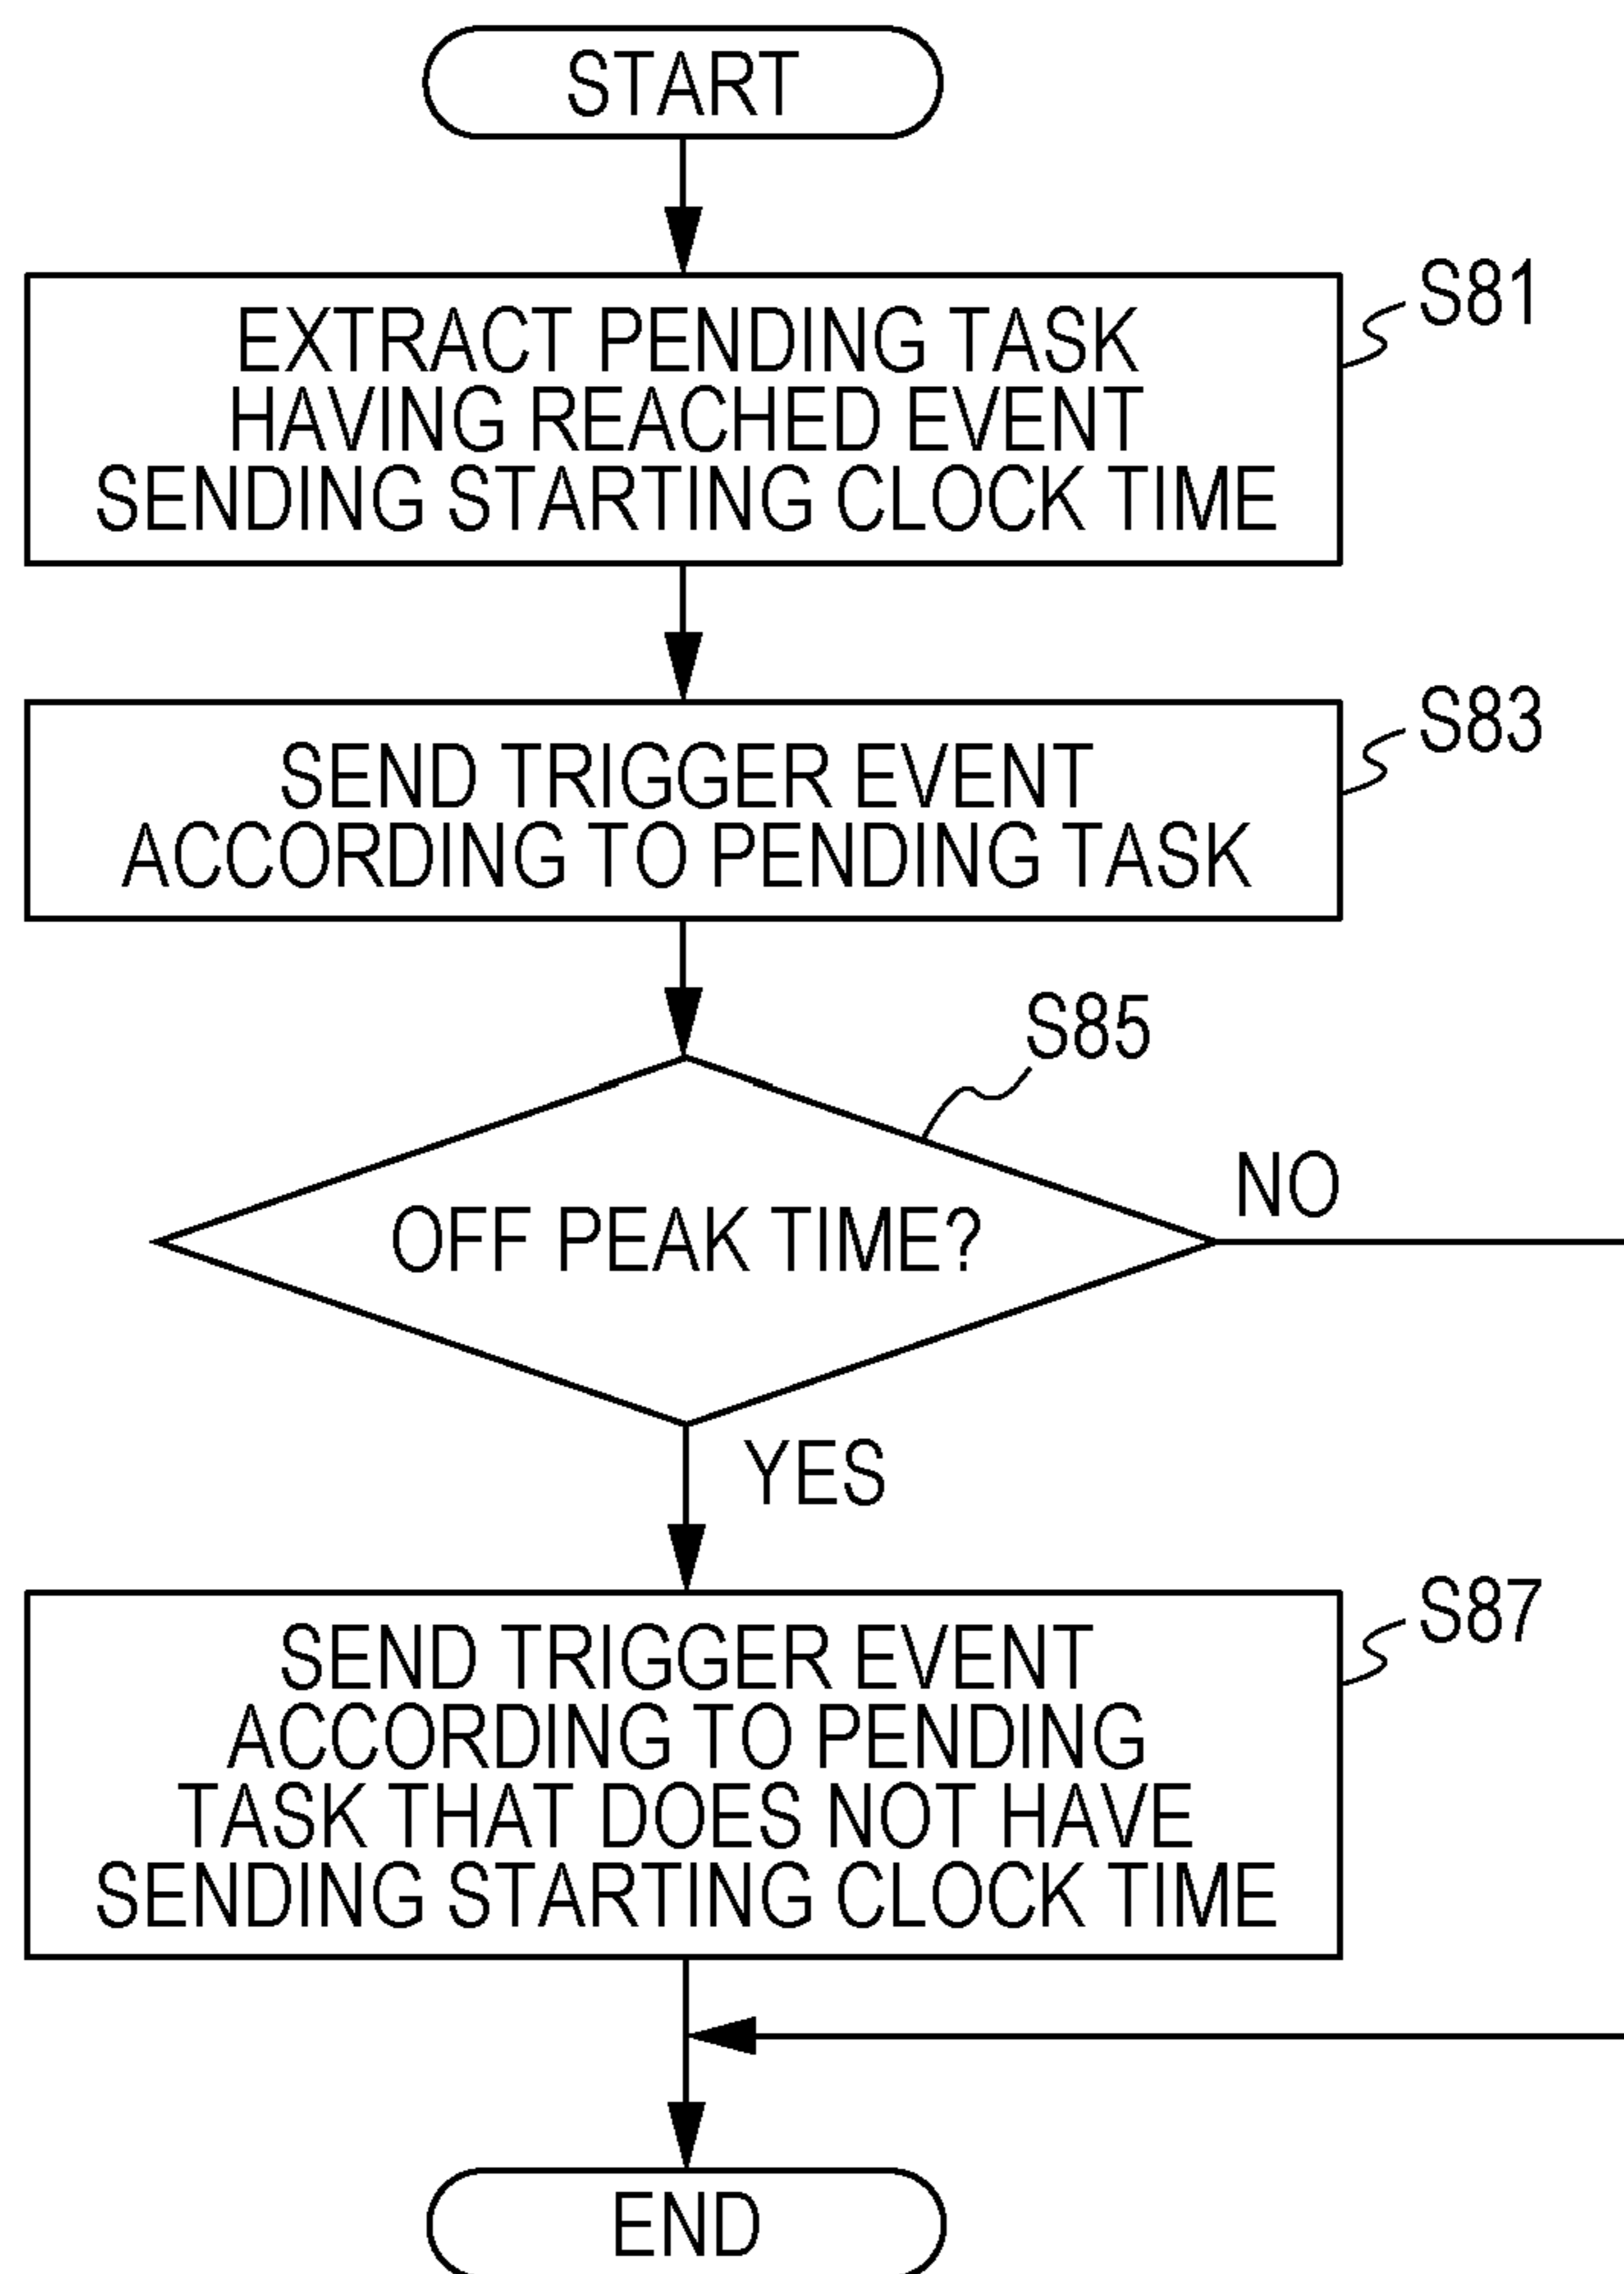 START
S81
EXTRACT PENDING TASK
HAVING REACHED EVENT
SENDING STARTING CLOCK TIME
S83
SEND TRIGGER EVENT
ACCORDING TO PENDING TASK
S85
OFF PEAK TIME?
NO
YES
S87
SEND TRIGGER EVENT
ACCORDING TO PENDING
TASK THAT DOES NOT HAVE
SENDING STARTING CLOCK TIME
END